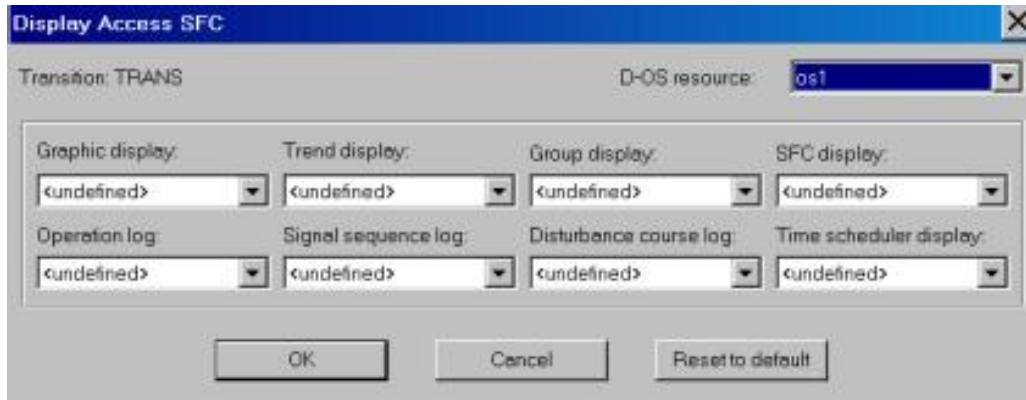 Display Access SFC
Transition: TRANS
D-OS resource: os1
Graphic display: Trend display: Group display: SFC display:
<undefined> <undefined> <undefined> <undefined>
Operation log: Signal sequence log: Disturbance course log: Time scheduler display:
<undefined> <undefined> <undefined> <undefined>
OK Cancel Reset to default